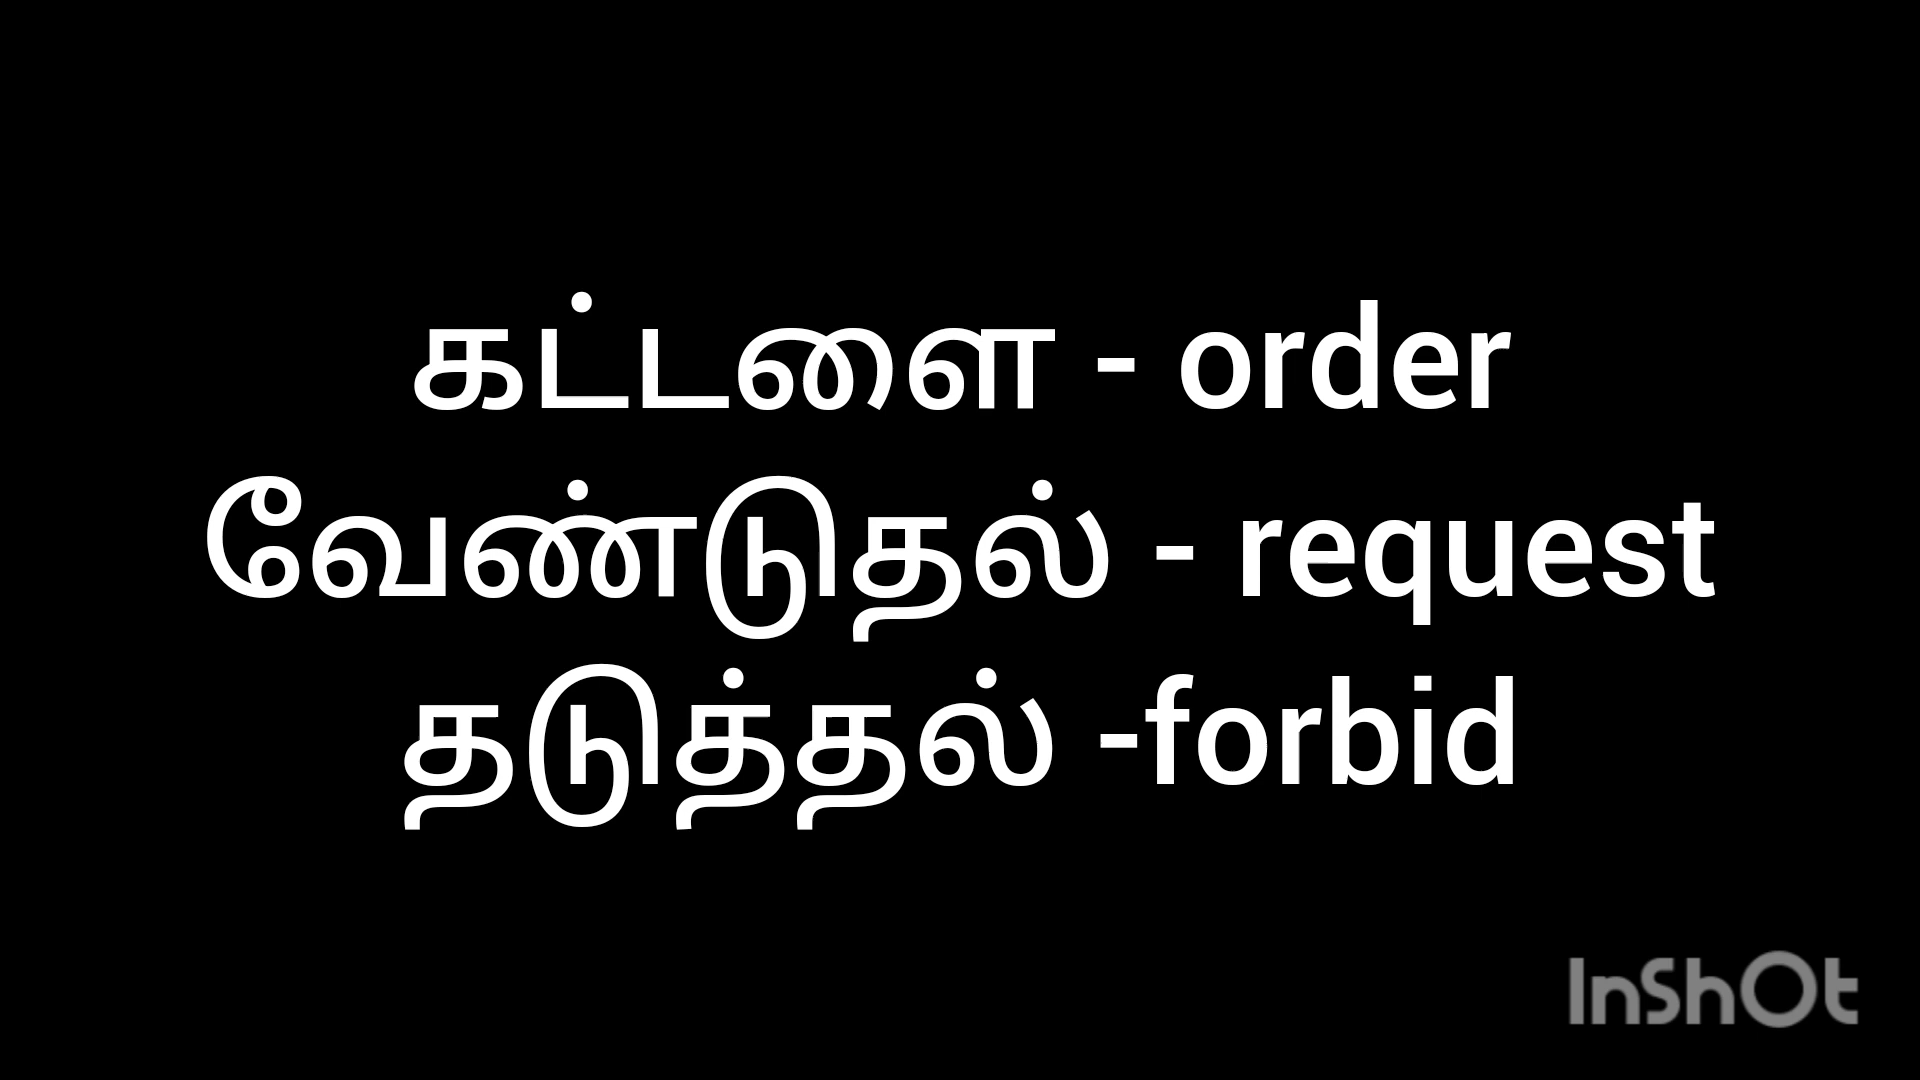 கட்டளை - order
வேண்டுதல் - request
தடுத்தல் -forbid
InShOt